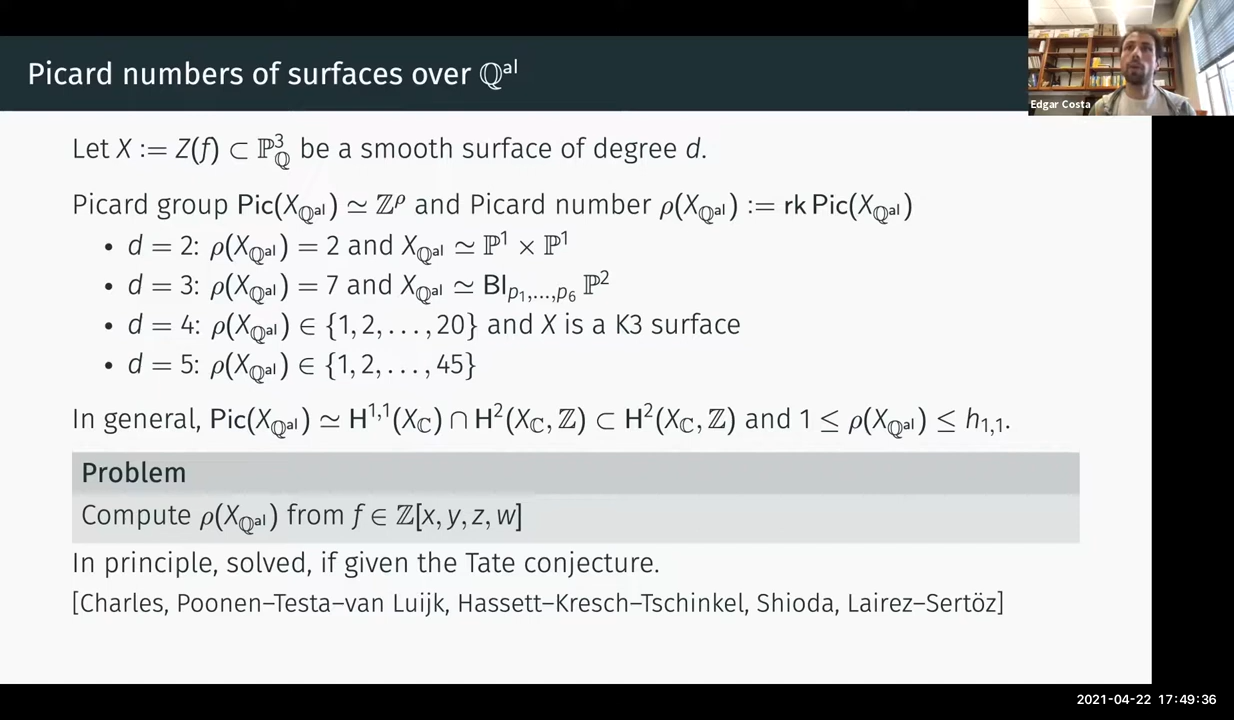 Picard numbers of surfaces over ℚᵃˡ
Edgar Costa
Let X := Z(f) ⊂ ℙ³_ℚ be a smooth surface of degree d.
Picard group Pic(X_ℚᵃˡ) ≃ ℤ^ρ and Picard number ρ(X_ℚᵃˡ) := rk Pic(X_ℚᵃˡ)
• d = 2: ρ(X_ℚᵃˡ) = 2 and X_ℚᵃˡ ≃ ℙ¹ × ℙ¹
• d = 3: ρ(X_ℚᵃˡ) = 7 and X_ℚᵃˡ ≃ Bl_{p₁,...,p₆} ℙ²
• d = 4: ρ(X_ℚᵃˡ) ∈ {1, 2, . . . , 20} and X is a K3 surface
• d = 5: ρ(X_ℚᵃˡ) ∈ {1, 2, . . . , 45}
In general, Pic(X_ℚᵃˡ) ≃ H^{1,1}(X_ℂ) ∩ H²(X_ℂ, ℤ) ⊂ H²(X_ℂ, ℤ) and 1 ≤ ρ(X_ℚᵃˡ) ≤ h_{1,1}.
Problem
Compute ρ(X_ℚᵃˡ) from f ∈ ℤ[x, y, z, w]
In principle, solved, if given the Tate conjecture.
[Charles, Poonen–Testa–van Luijk, Hassett–Kresch–Tschinkel, Shioda, Lairez–Sertöz]
2021-04-22 17:49:36